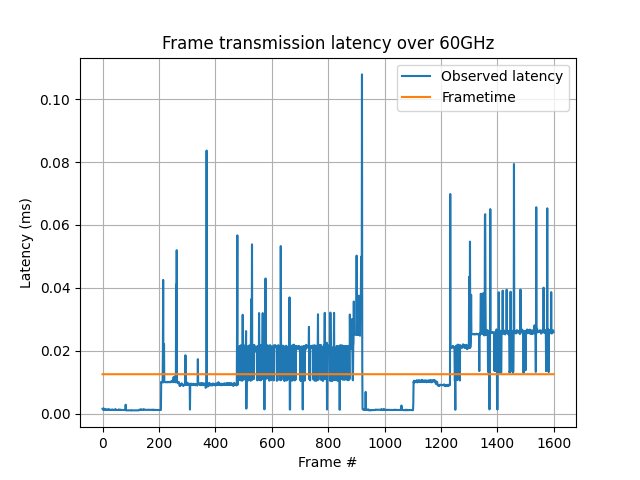 Frame transmission latency over 60GHz
Observed latency
Frametime
0.10
0.08
0.06
0.04
0.02
0.00
Latency (ms)
0 200 400 600 800 1000 1200 1400 1600
Frame #